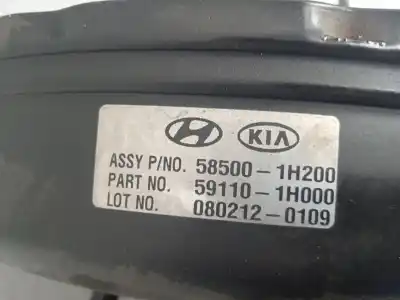 KIA
ASSY P/NO. 58500-1H200
PART NO. 59110-1H000
LOT NO. 080212-0109